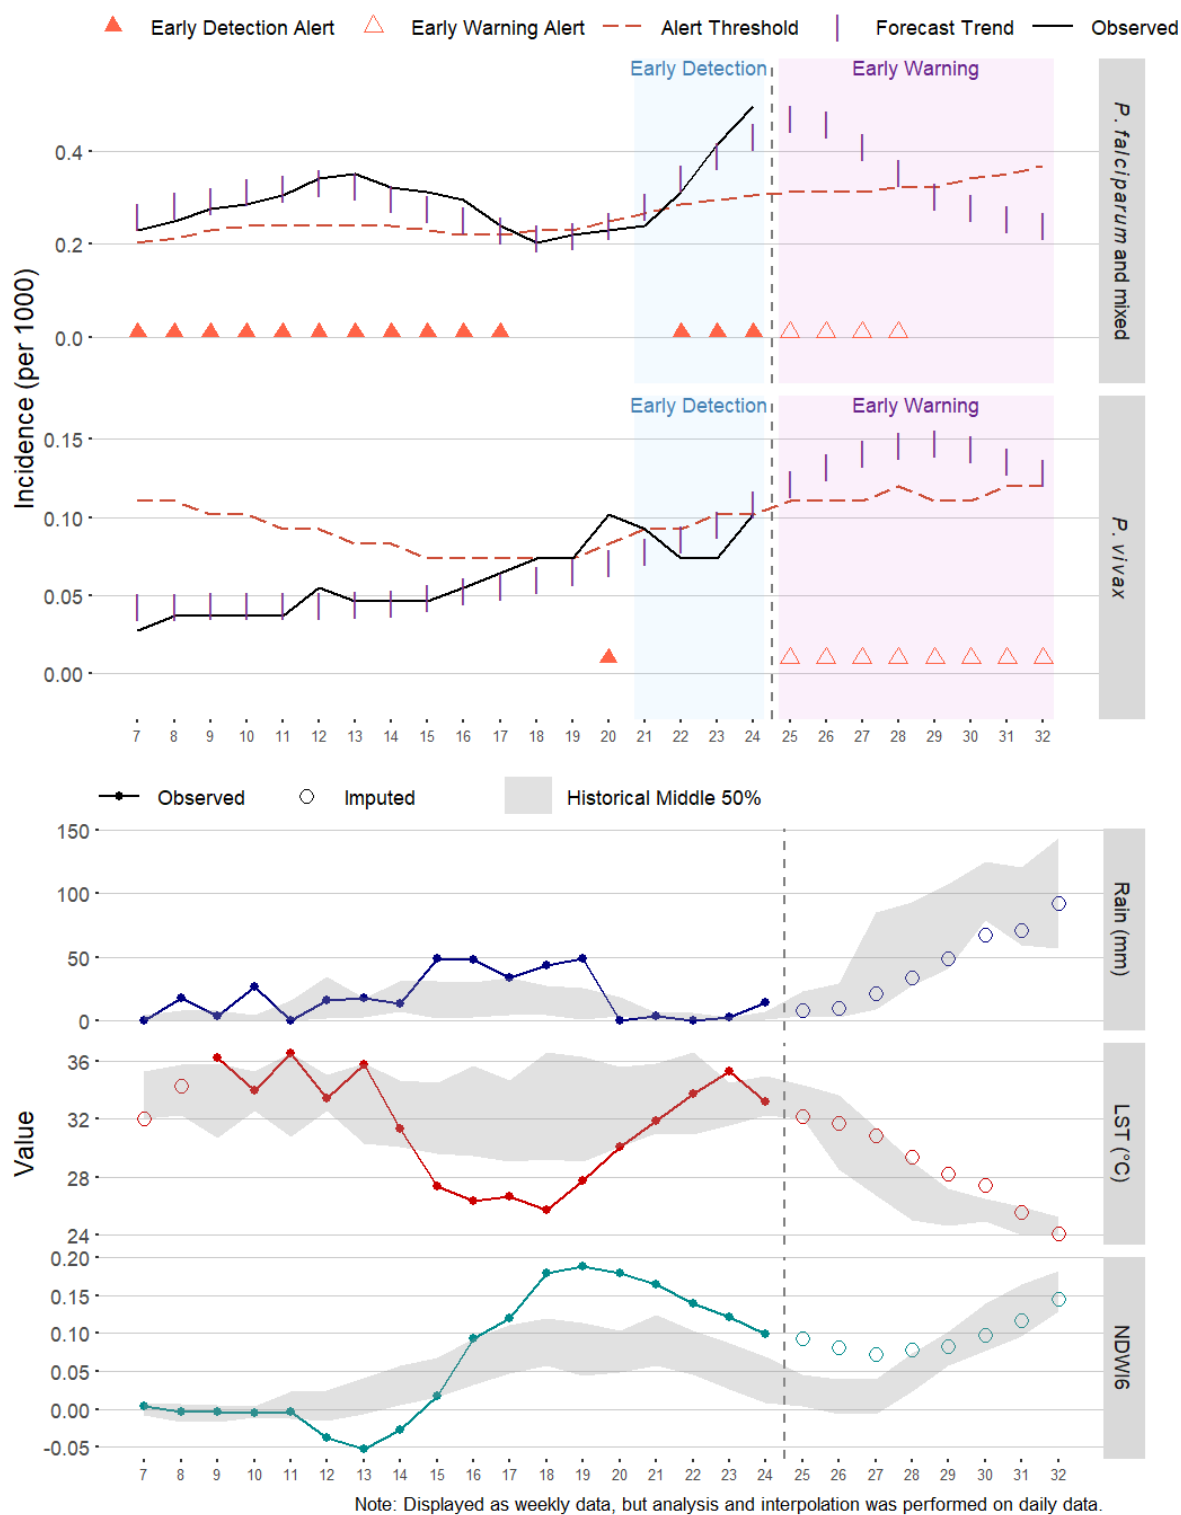 Early Detection Alert Early Warning Alert Alert Threshold Forecast Trend Observed
Early Detection Early Warning
P. falciparum and mixed
0.4
0.2
0.0
Incidence (per 1000)
Early Detection Early Warning
P. vivax
0.15
0.10
0.05
0.00
7 8 9 10 11 12 13 14 15 16 17 18 19 20 21 22 23 24 25 26 27 28 29 30 31 32
Observed Imputed Historical Middle 50%
150
100
50
0
Rain (mm)
Value
36
32
28
24
LST (°C)
0.20
0.15
0.10
0.05
0.00
-0.05
NDWI6
7 8 9 10 11 12 13 14 15 16 17 18 19 20 21 22 23 24 25 26 27 28 29 30 31 32
Note: Displayed as weekly data, but analysis and interpolation was performed on daily data.